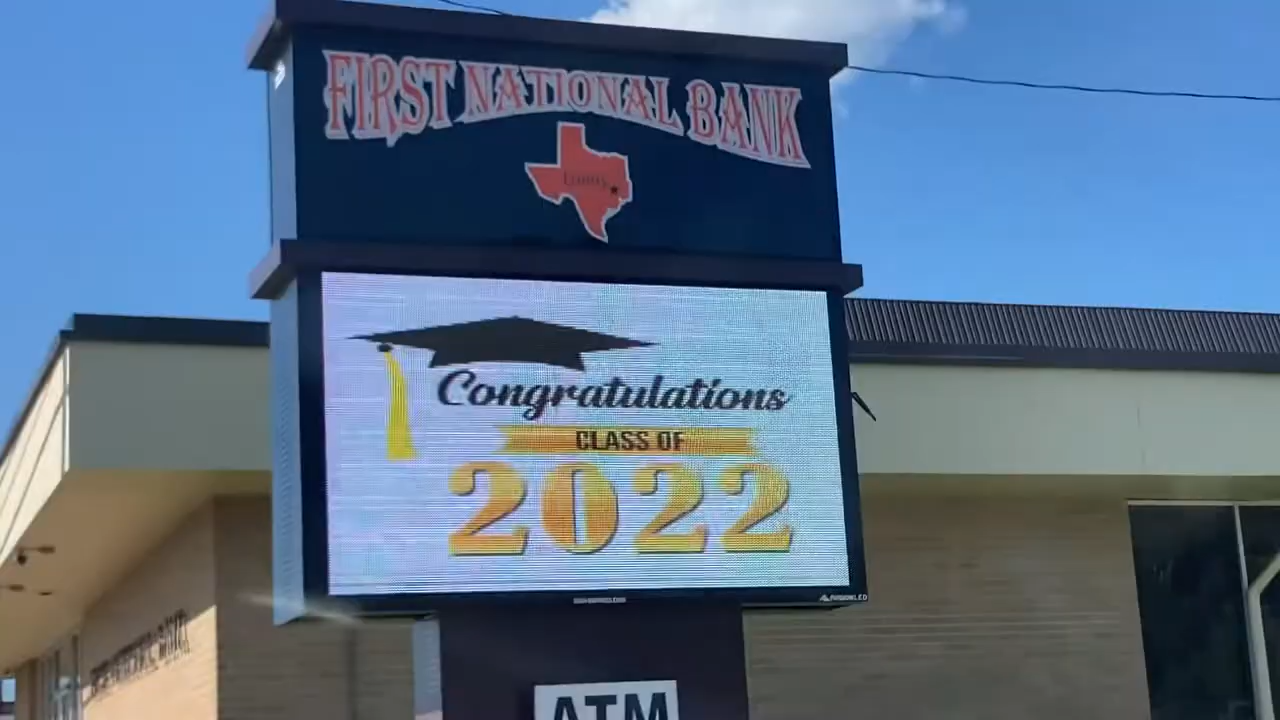 FIRST NATIONAL BANK
Congratulations
CLASS OF
2022
ATM